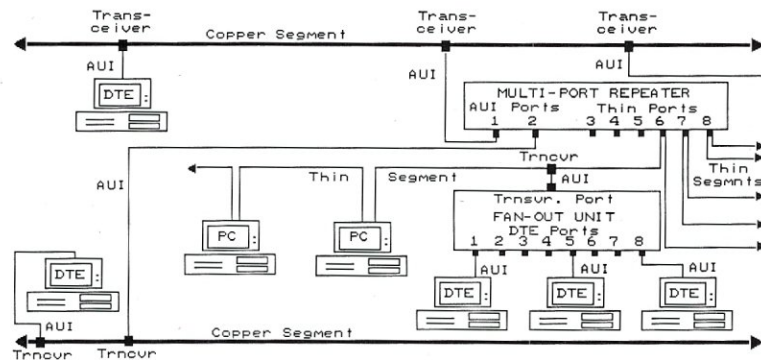 Trans-
ceiver
Trans-
ceiver
Trans-
ceiver
Copper Segment
AUI
AUI
AUI
DTE
MULTI-PORT REPEATER
AUI Ports
Thin Ports
1 2 3 4 5 6 7 8
Trncvr
AUI
Thin Segment
AUI
Thin
Segmnts
Trnsvr. Port
FAN-OUT UNIT
DTE Ports
1 2 3 4 5 6 7 8
PC
PC
DTE
AUI
AUI
AUI
DTE
DTE
DTE
AUI
Copper Segment
Trncvr
Trncvr